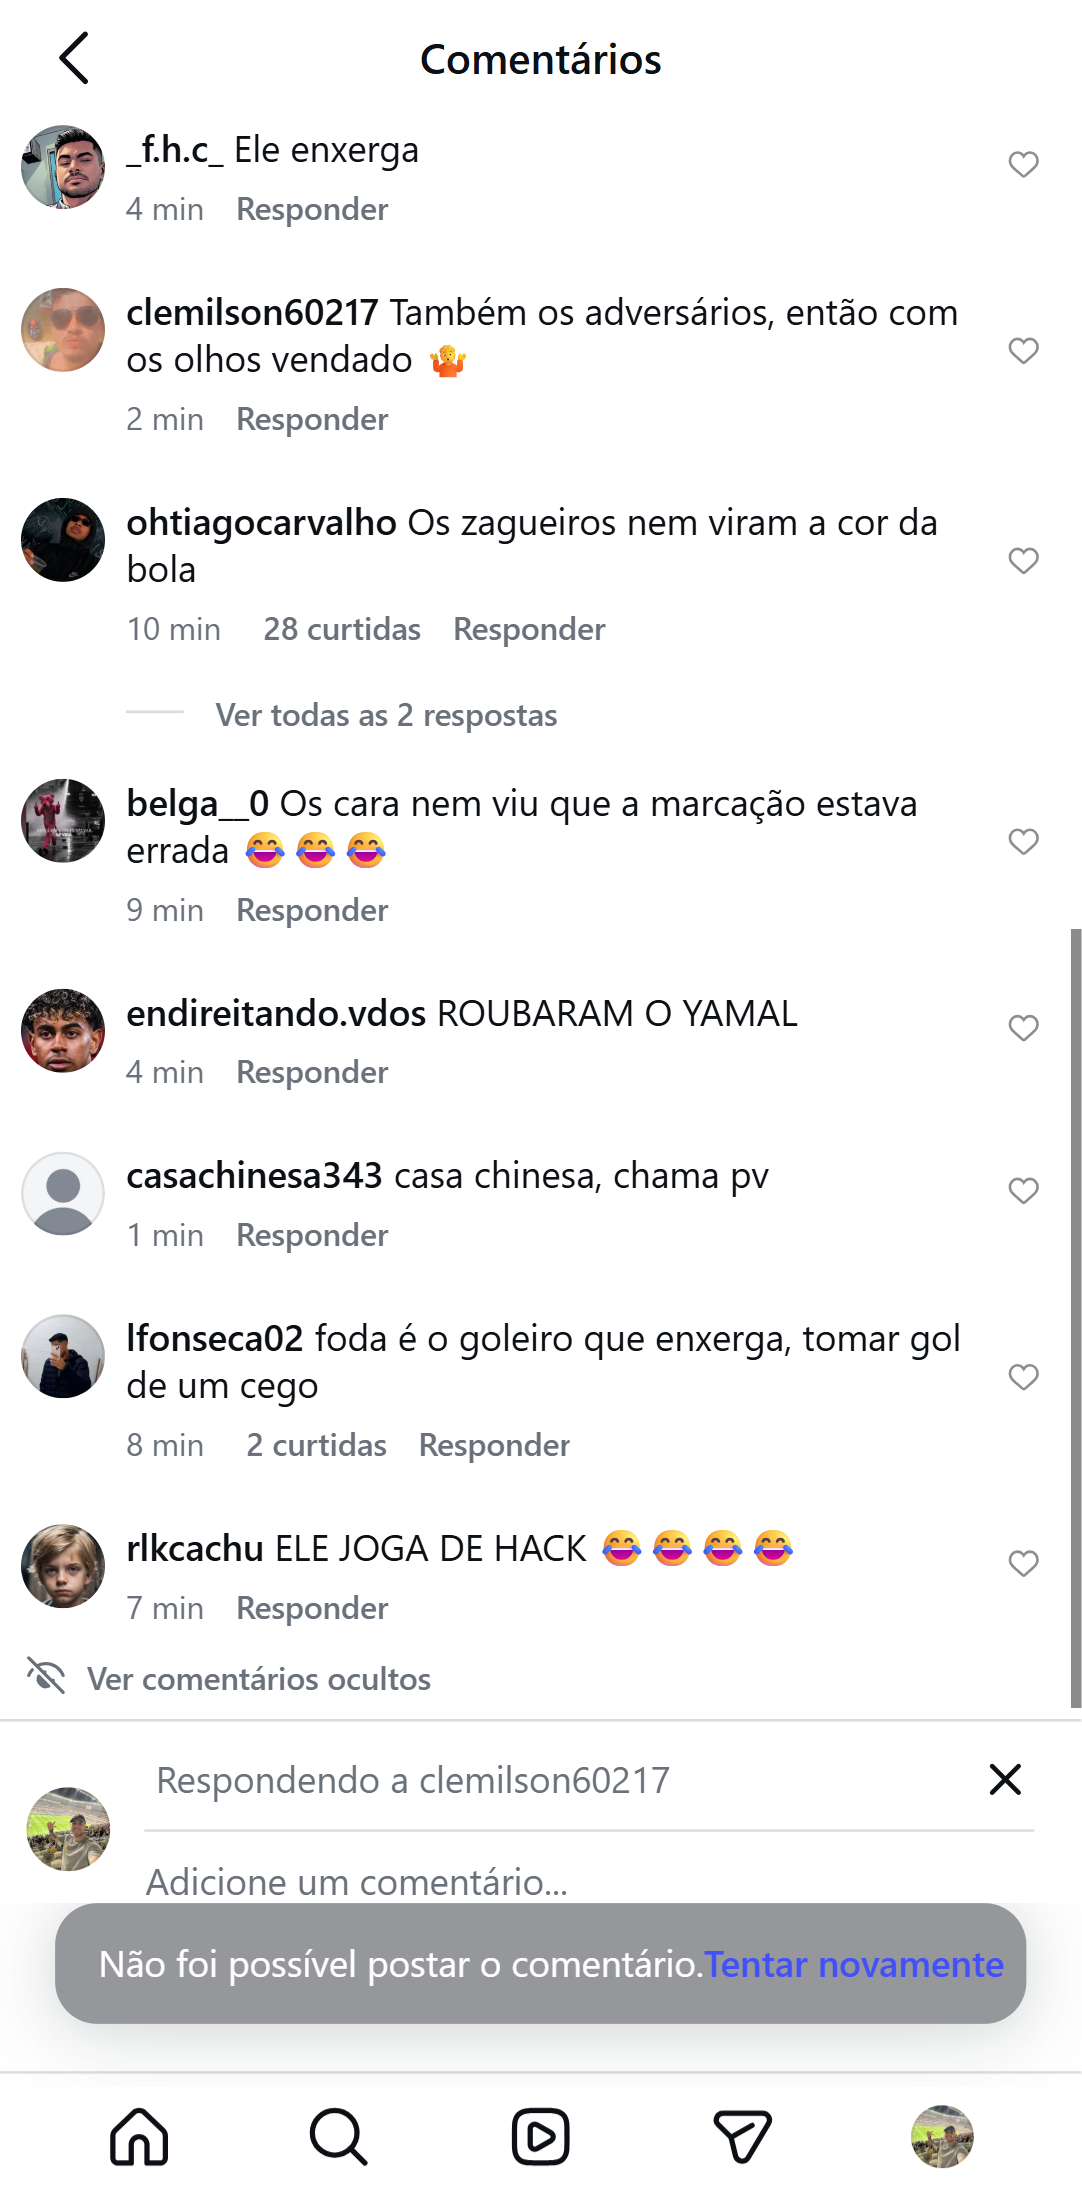 Comentários
_f.h.c_ Ele enxerga
4 min Responder
clemilson60217 Também os adversários, então com
os olhos vendado 🤷
2 min Responder
ohtiagocarvalho Os zagueiros nem viram a cor da
bola
10 min 28 curtidas Responder
Ver todas as 2 respostas
belga__0 Os cara nem viu que a marcação estava
errada 😂😂😂
9 min Responder
endireitando.vdos ROUBARAM O YAMAL
4 min Responder
casachinesa343 casa chinesa, chama pv
1 min Responder
lfonseca02 foda é o goleiro que enxerga, tomar gol
de um cego
8 min 2 curtidas Responder
rlkcachu ELE JOGA DE HACK 😂😂😂😂
7 min Responder
Ver comentários ocultos
Respondendo a clemilson60217
Adicione um comentário...
Não foi possível postar o comentário.Tentar novamente